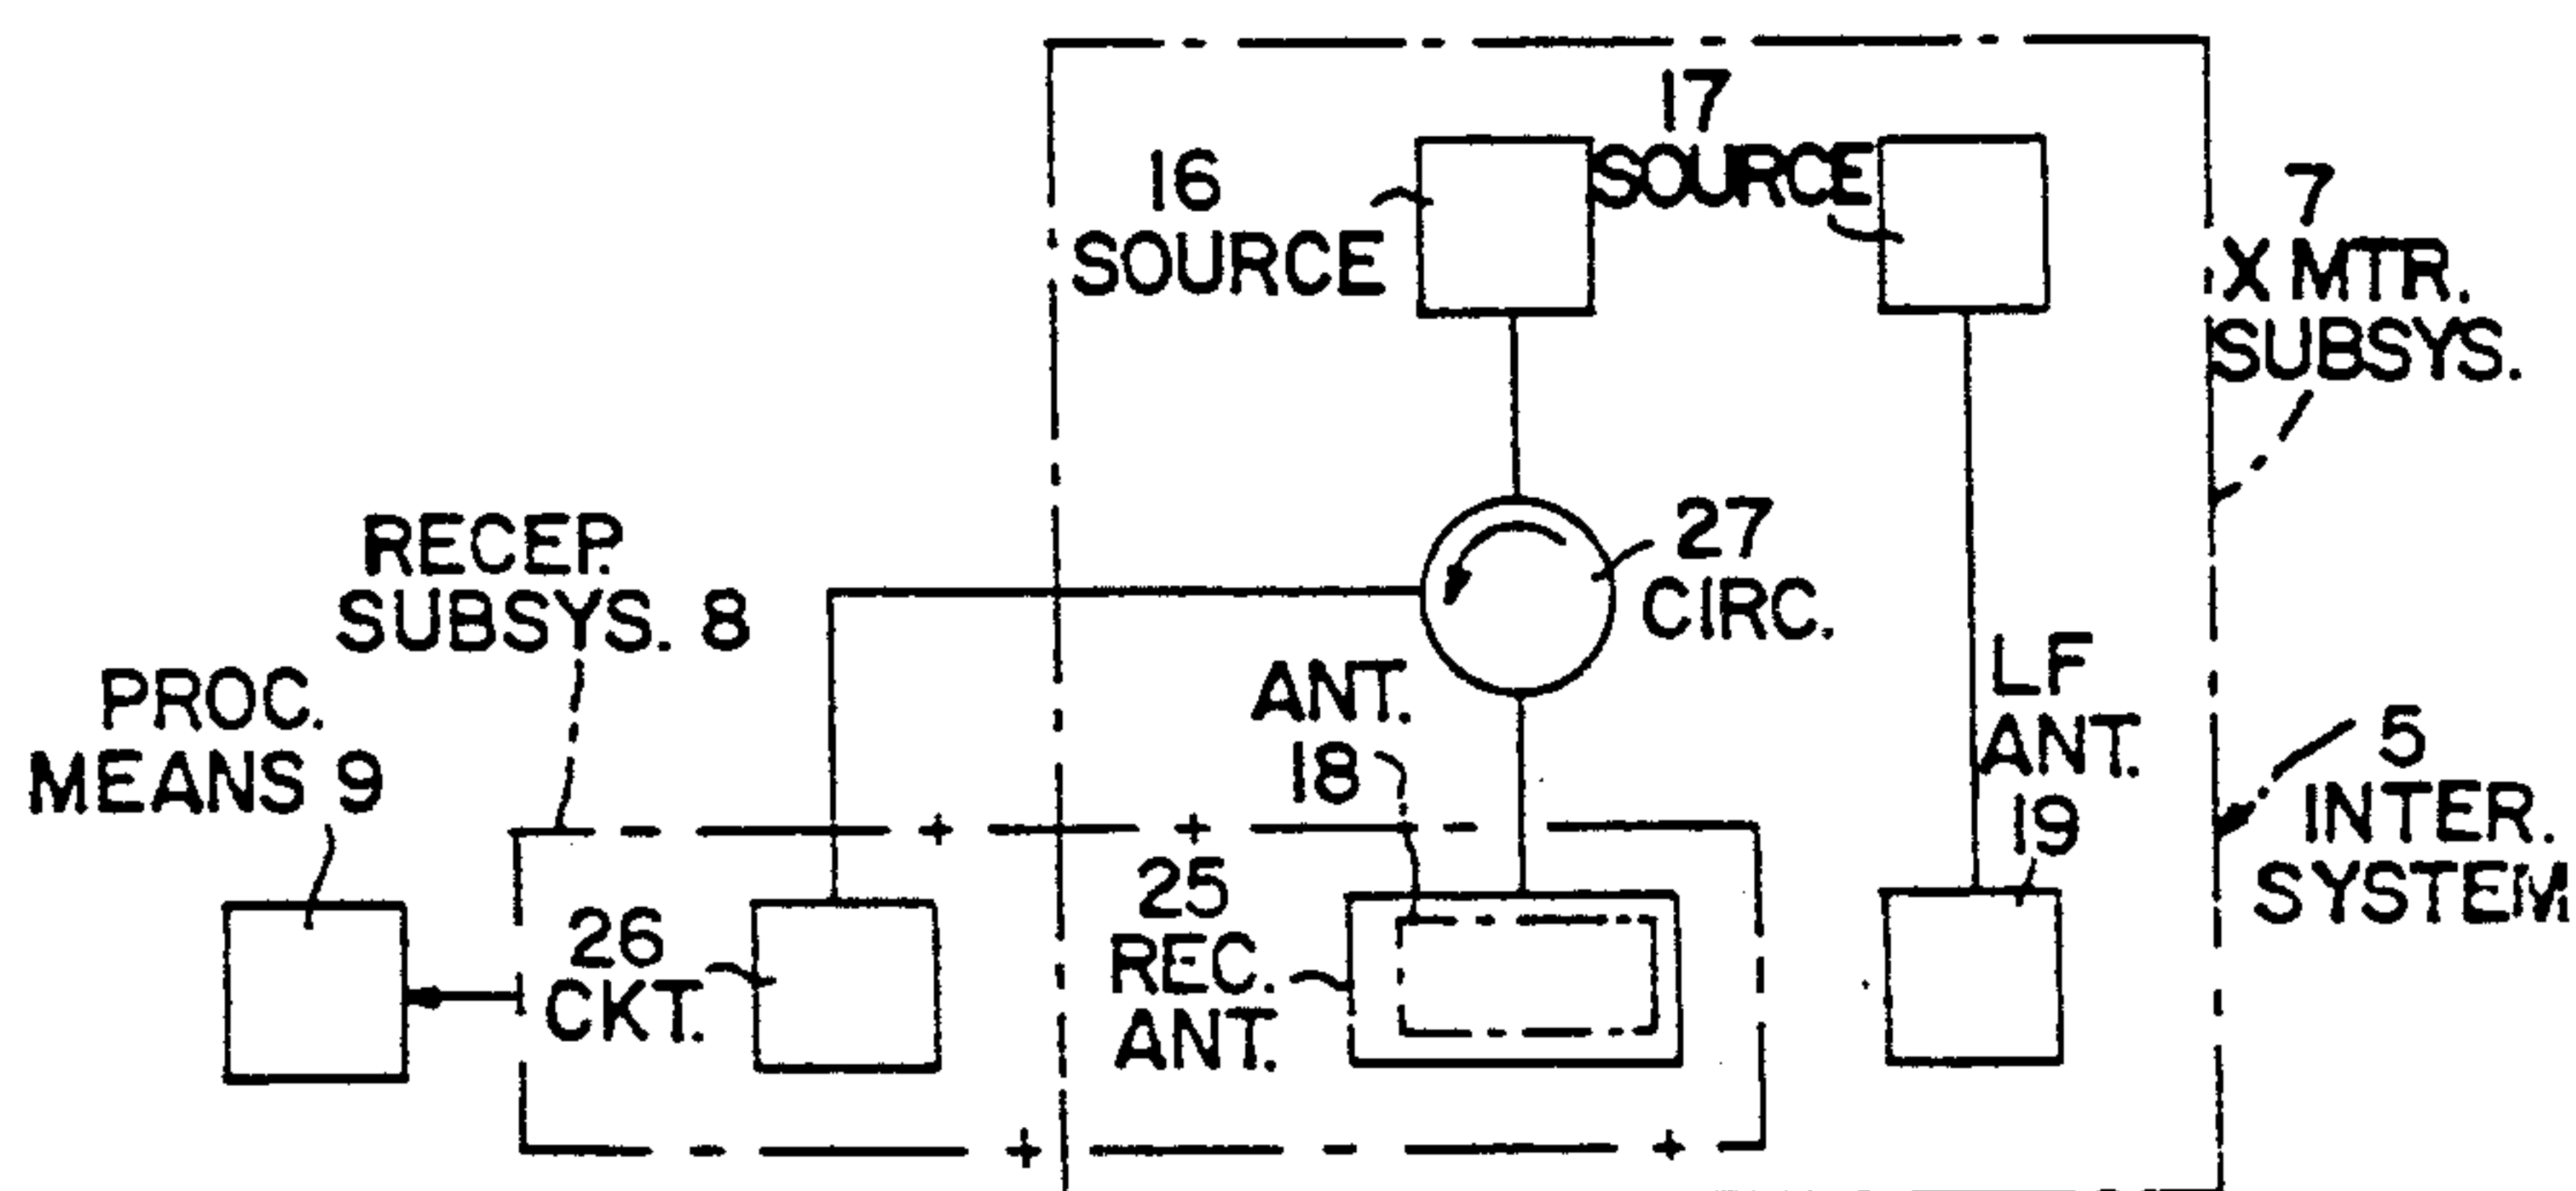 17
SOURCE
16
SOURCE
7
X MTR.
SUBSYS.
27
CIRC.
RECEP.
SUBSYS. 8
PROC.
MEANS 9
ANT.
18
LF
ANT.
19
5
INTER.
SYSTEM
25
REC.
ANT.
26
CKT.